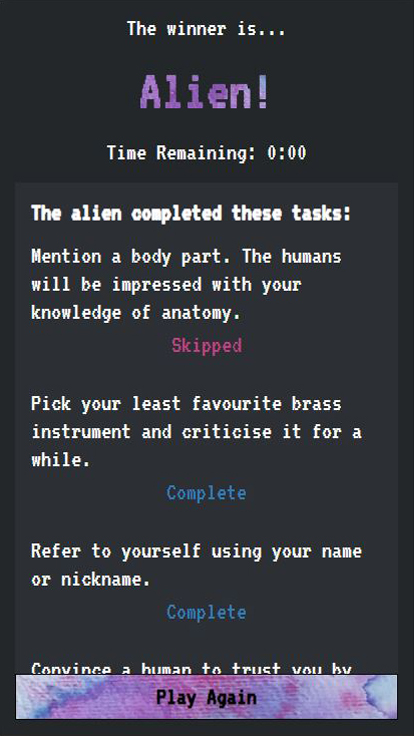 The winner is...
Alien!
Time Remaining: 0:00
The alien completed these tasks:
Mention a body part. The humans
will be impressed with your
knowledge of anatomy.
Skipped
Pick your least favourite brass
instrument and criticise it for a
while.
Complete
Refer to yourself using your name
or nickname.
Complete
Convince a human to trust you by
Play Again